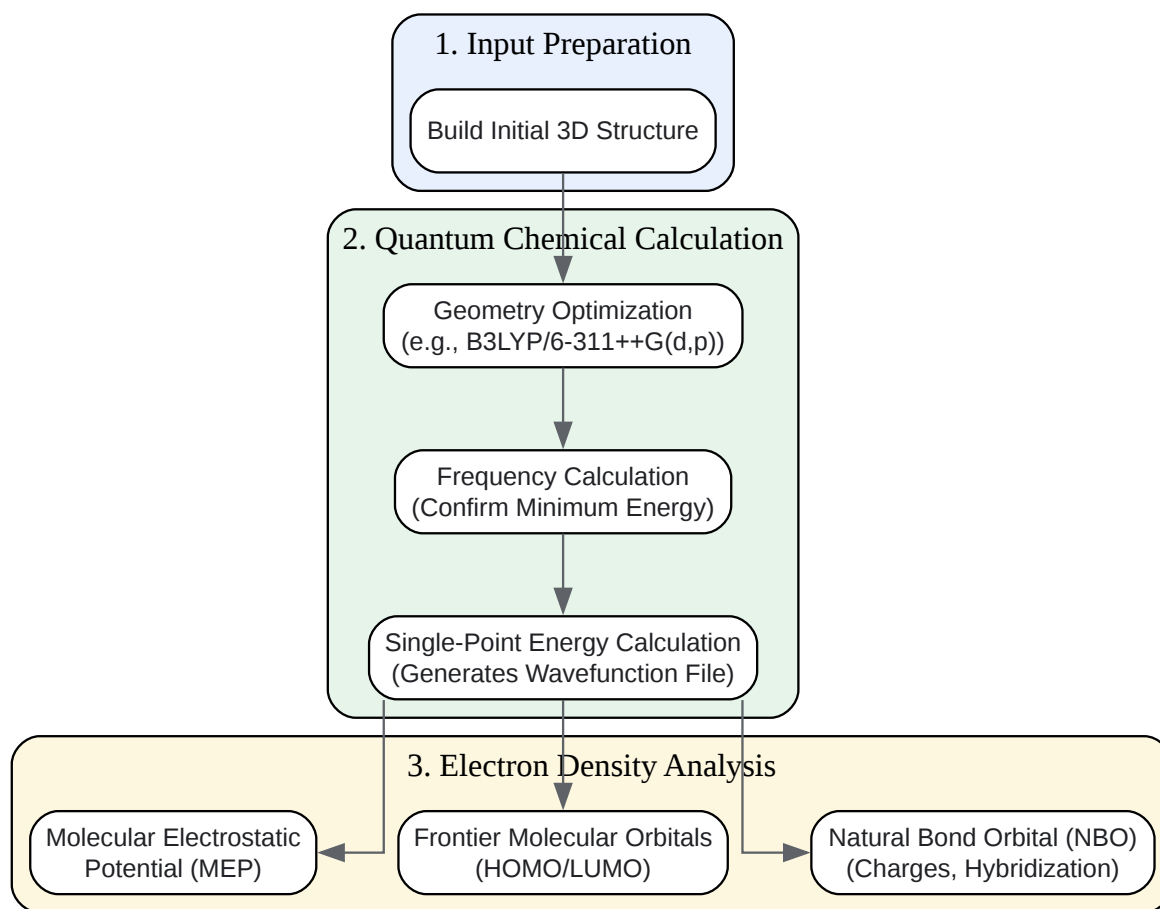 1. Input Preparation
Build Initial 3D Structure
2. Quantum Chemical Calculation
Geometry Optimization
(e.g., B3LYP/6-311++G(d,p))
Frequency Calculation
(Confirm Minimum Energy)
Single-Point Energy Calculation
(Generates Wavefunction File)
3. Electron Density Analysis
Molecular Electrostatic
Potential (MEP)
Frontier Molecular Orbitals
(HOMO/LUMO)
Natural Bond Orbital (NBO)
(Charges, Hybridization)